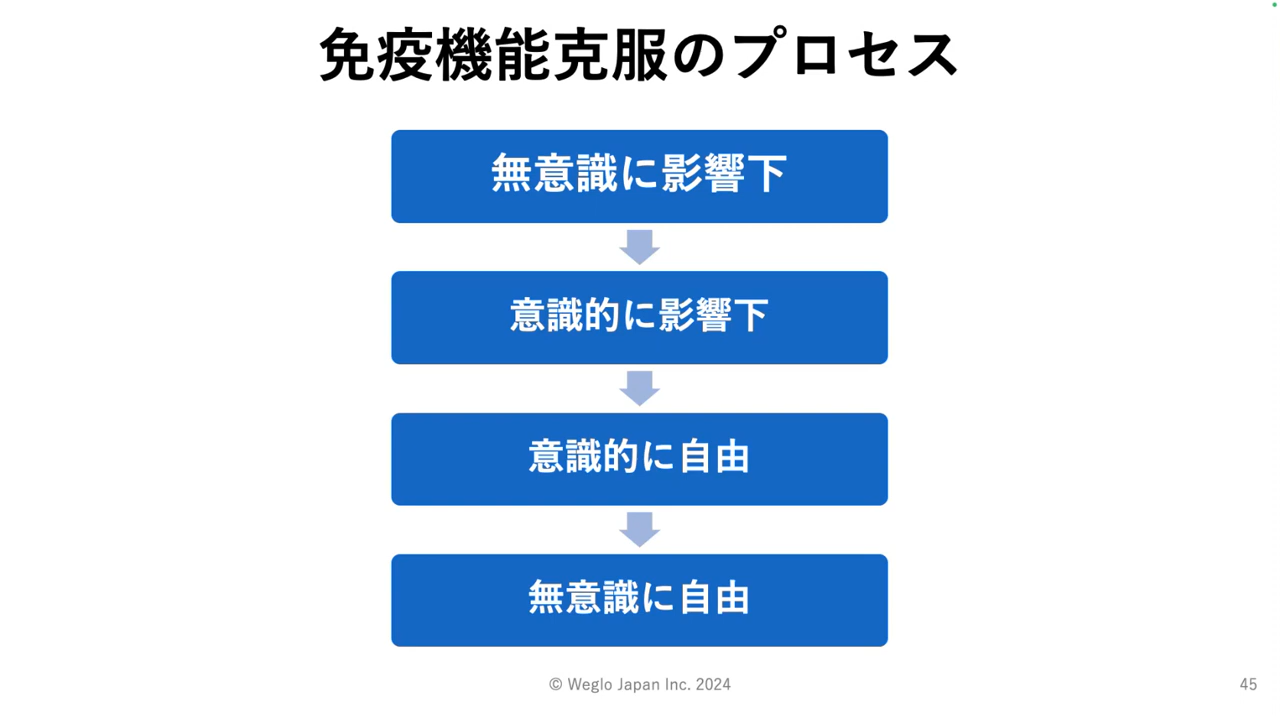 免疫機能克服のプロセス
無意識に影響下
意識的に影響下
意識的に自由
無意識に自由
© Weglo Japan Inc. 2024
45